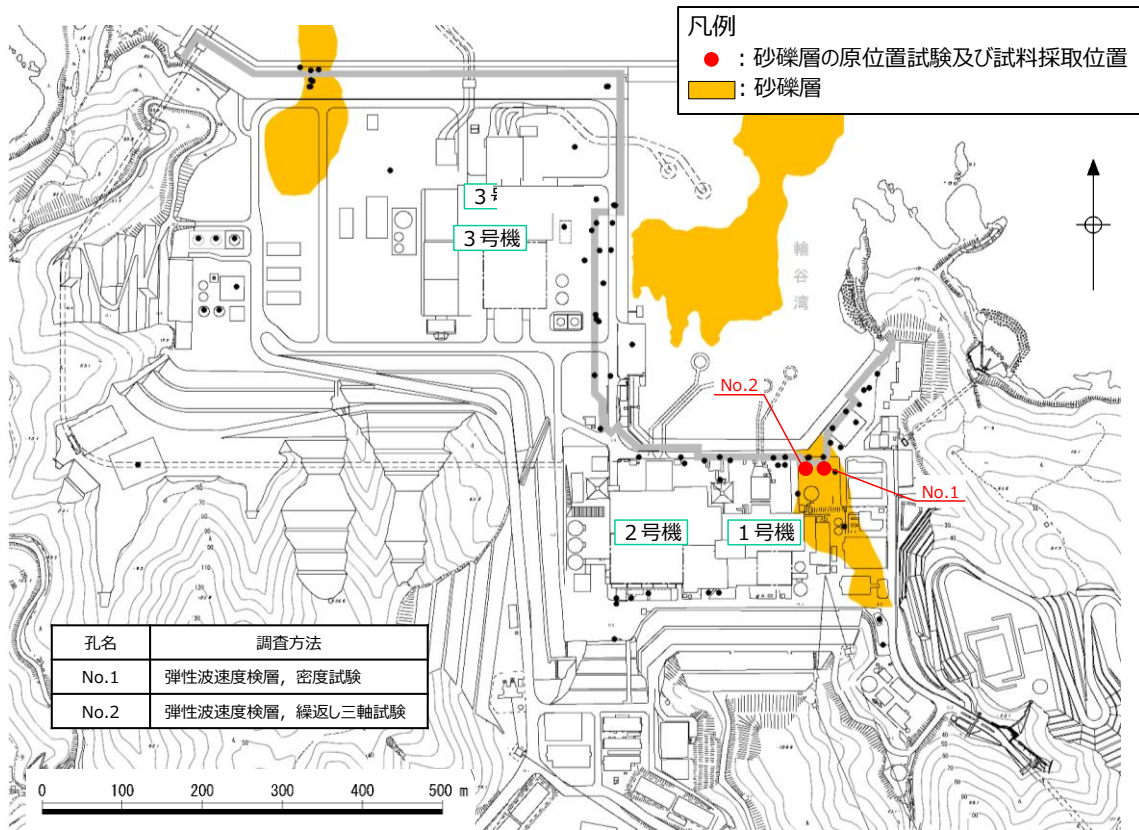 凡例
● : 砂礫層の原位置試験及び試料採取位置
: 砂礫層
3号
3号機
輪谷湾
No.2
No.1
2号機
1号機
孔名 調査方法
No.1 弾性波速度検層, 密度試験
No.2 弾性波速度検層, 繰返し三軸試験
0 100 200 300 400 500 m